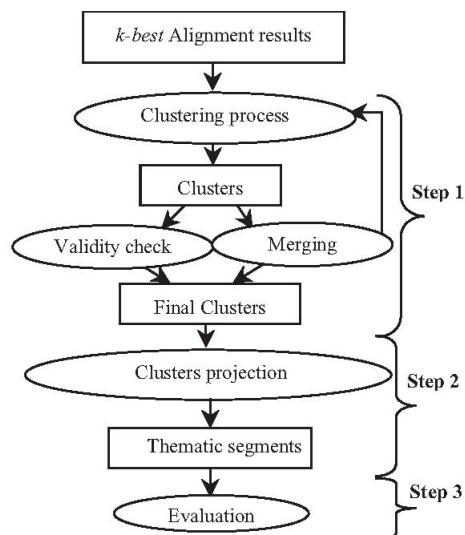 k-best Alignment results
Clustering process
Clusters
Step 1
Validity check
Merging
Final Clusters
Clusters projection
Step 2
Thematic segments
Step 3
Evaluation